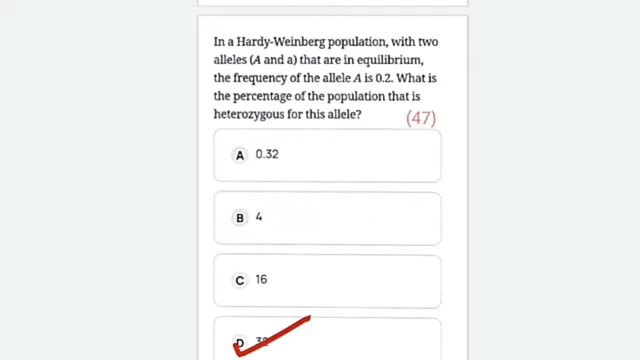 In a Hardy-Weinberg population, with two
alleles (A and a) that are in equilibrium,
the frequency of the allele A is 0.2. What is
the percentage of the population that is
heterozygous for this allele? (47)
A 0.32
B 4
C 16
D